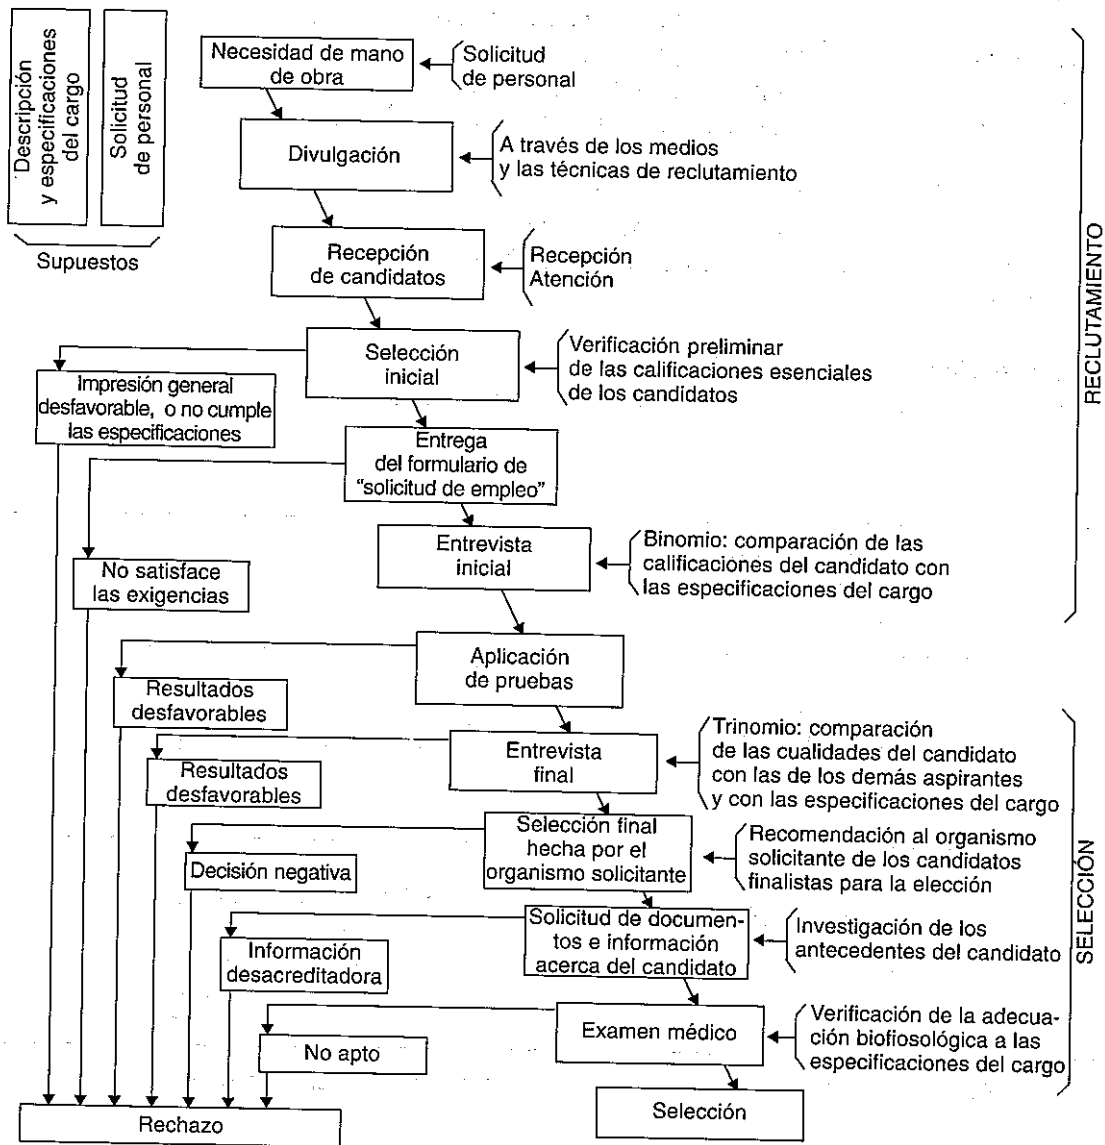 Descripción
y especificaciones
del cargo
Solicitud
de personal
Supuestos
Necesidad de mano
de obra
Solicitud
de personal
Divulgación
A través de los medios
y las técnicas de reclutamiento
Recepción
de candidatos
Recepción
Atención
Selección
inicial
Verificación preliminar
de las calificaciones esenciales
de los candidatos
Impresión general
desfavorable, o no cumple
las especificaciones
Entrega
del formulario de
“solicitud de empleo”
Entrevista
inicial
Binomio: comparación de las
calificaciones del candidato con
las especificaciones del cargo
No satisface
las exigencias
RECLUTAMIENTO
Aplicación
de pruebas
Resultados
desfavorables
Entrevista
final
Trinomio: comparación
de las cualidades del candidato
con las de los demás aspirantes
y con las especificaciones del cargo
Resultados
desfavorables
Selección final
hecha por el
organismo solicitante
Recomendación al organismo
solicitante de los candidatos
finalistas para la elección
Decisión negativa
Solicitud de documen-
tos e información
acerca del candidato
Investigación de los
antecedentes del candidato
Información
desacreditadora
Examen médico
Verificación de la adecua-
ción biofiosológica a las
especificaciones del cargo
No apto
SELECCIÓN
Selección
Rechazo